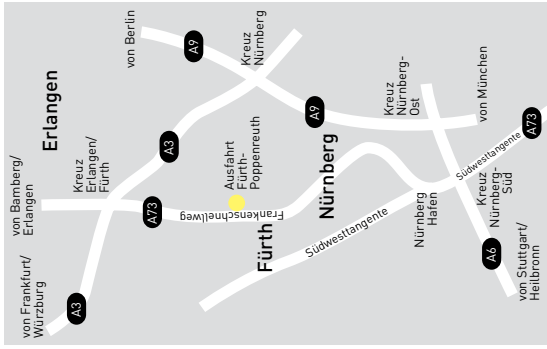 von Berlin
A9
Kreuz
Nürnberg
Erlangen
von Bamberg/
Erlangen
Kreuz
Erlangen/
Fürth
A3
A73
Ausfahrt
Fürth-
Poppenreuth
Frankenschnellweg
von Frankfurt/
Würzburg
A3
Fürth
Nürnberg
A9
Kreuz
Nürnberg-
Ost
von München
A73
Südwesttangente
Südwesttangente
Nürnberg
Hafen
Kreuz
Nürnberg-
Süd
A6
von Stuttgart/
Heilbronn